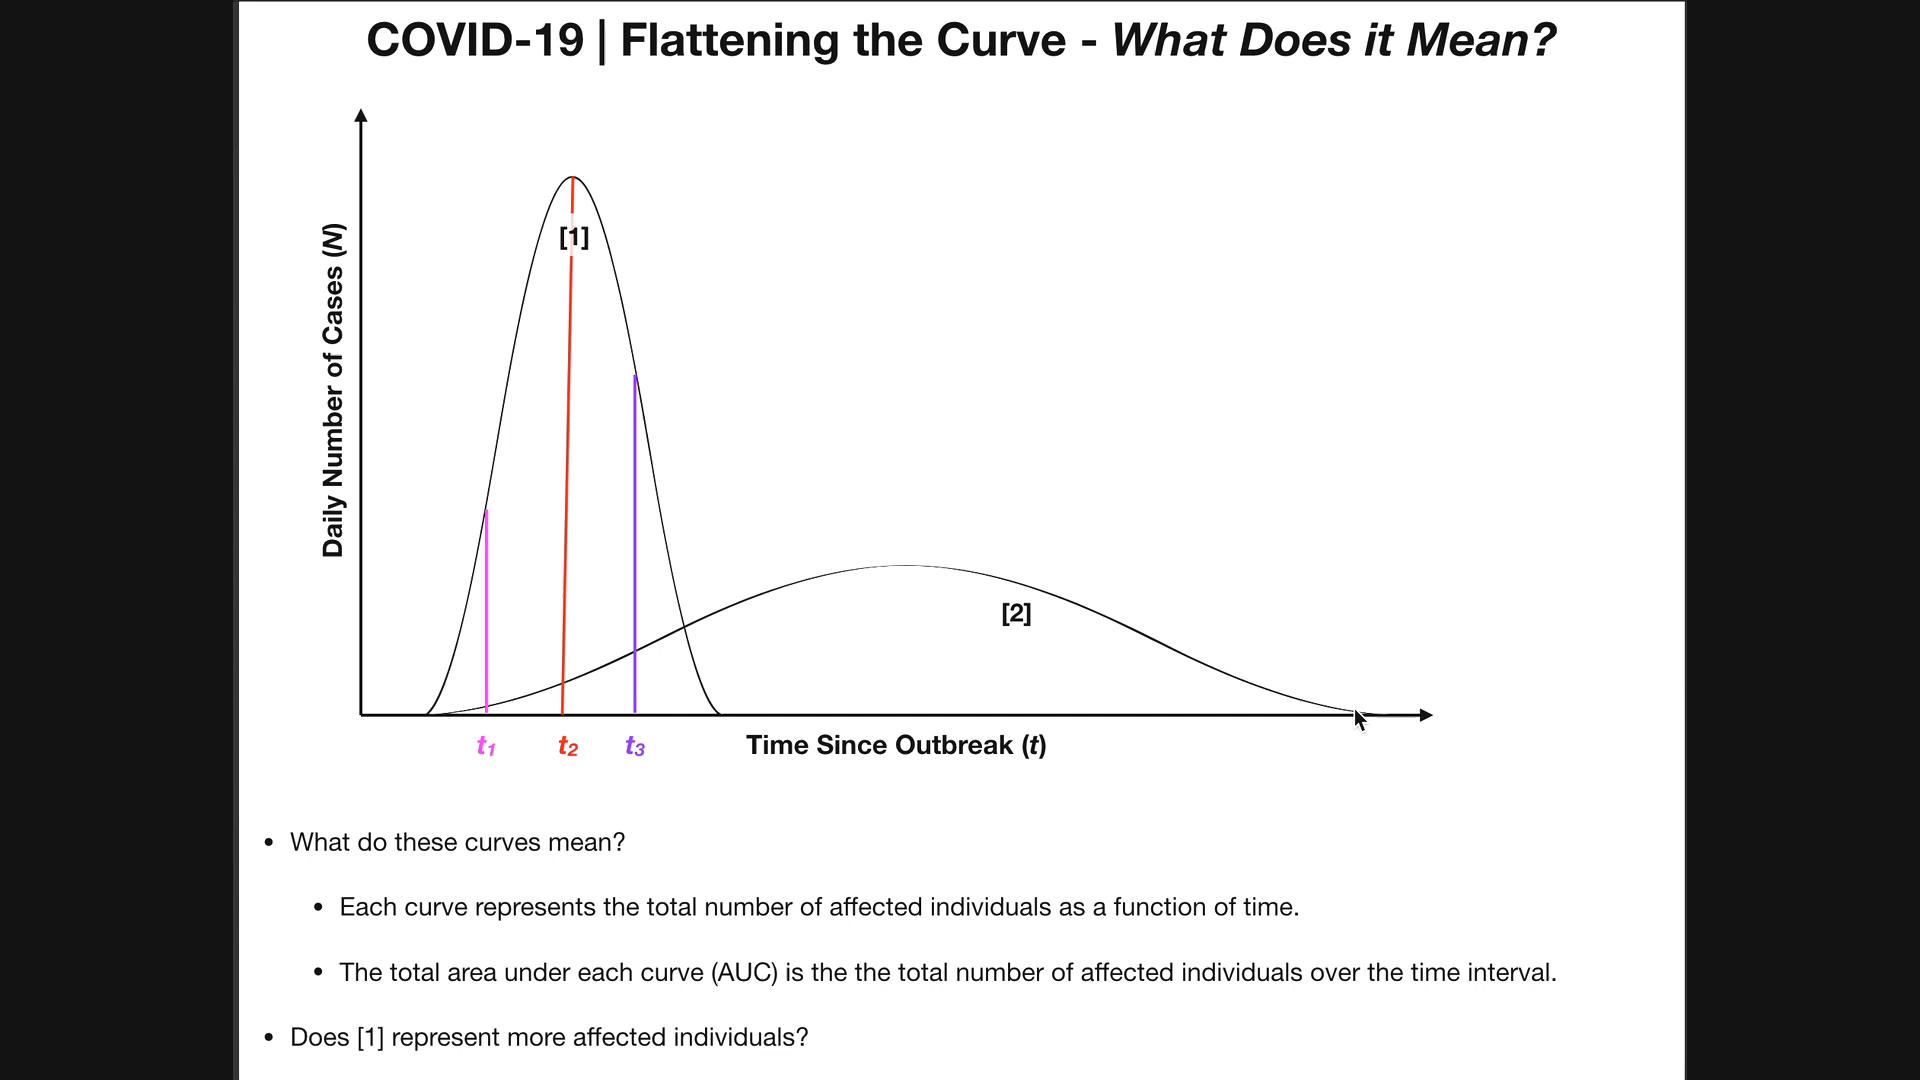 COVID-19 | Flattening the Curve - What Does it Mean?
Daily Number of Cases (N)
[1]
[2]
t1 t2 t3
Time Since Outbreak (t)
• What do these curves mean?
• Each curve represents the total number of affected individuals as a function of time.
• The total area under each curve (AUC) is the the total number of affected individuals over the time interval.
• Does [1] represent more affected individuals?